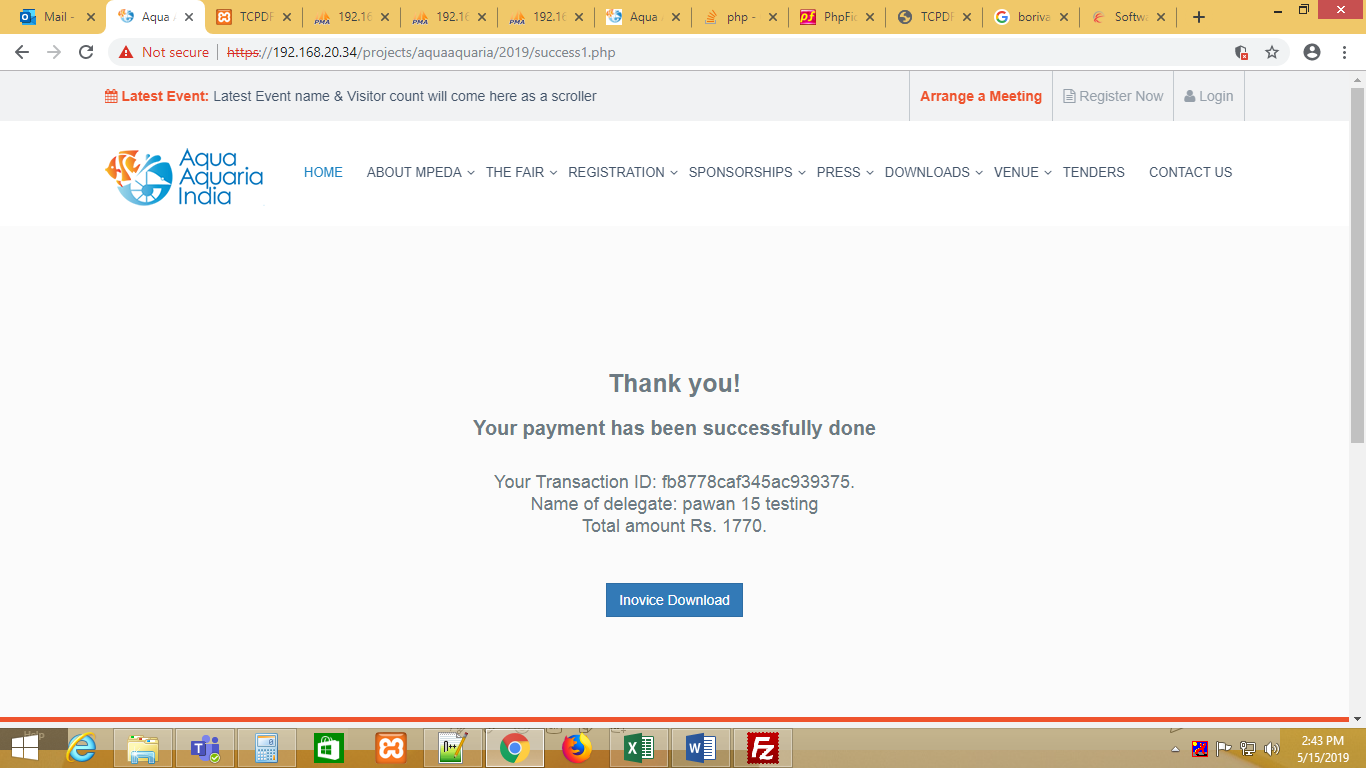 Mail -
Aqua
TCPDF
192.16
192.16
192.16
Aqua
php -
PhpFid
TCPDF
boriva
Softw
Not secure
https://192.168.20.34/projects/aquaaquaria/2019/success1.php
Latest Event: Latest Event name & Visitor count will come here as a scroller
Arrange a Meeting
Register Now
Login
Aqua
Aquaria
India
HOME
ABOUT MPEDA
THE FAIR
REGISTRATION
SPONSORSHIPS
PRESS
DOWNLOADS
VENUE
TENDERS
CONTACT US
Thank you!
Your payment has been successfully done
Your Transaction ID: fb8778caf345ac939375.
Name of delegate: pawan 15 testing
Total amount Rs. 1770.
Inovice Download
2:43 PM
5/15/2019